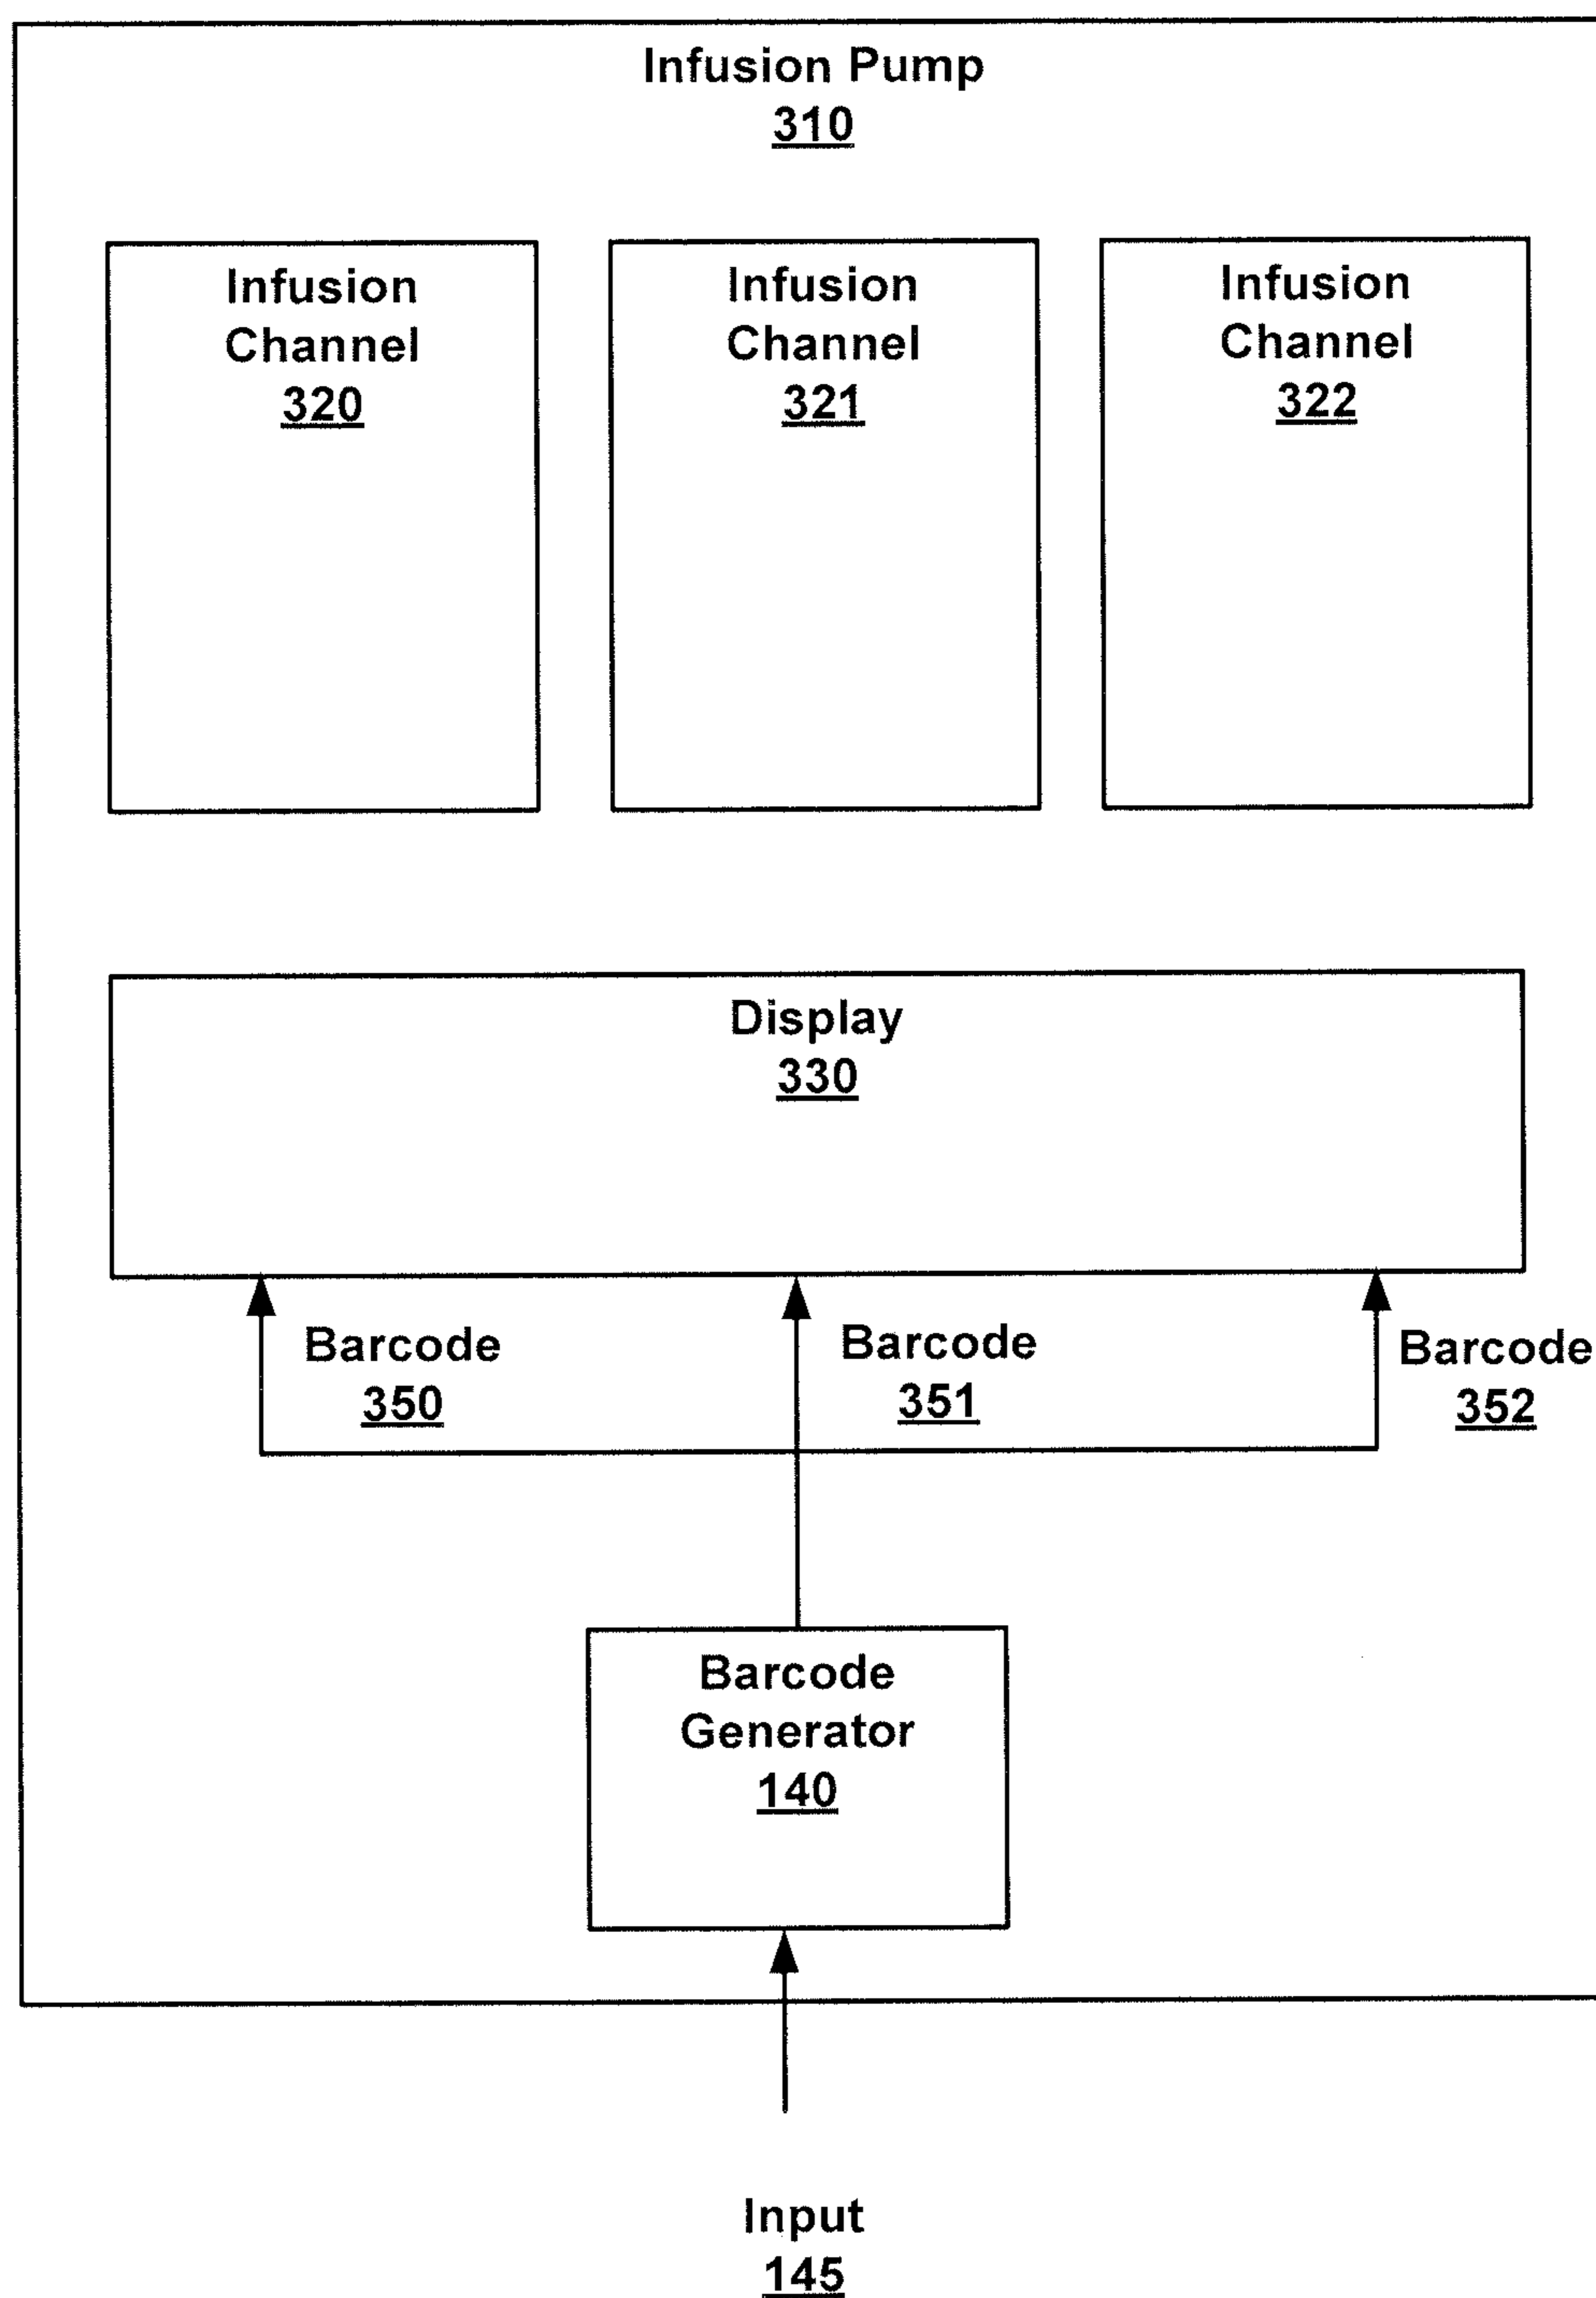 Infusion Pump
310
Infusion
Channel
320
Infusion
Channel
321
Infusion
Channel
322
Display
330
Barcode
350
Barcode
351
Barcode
352
Barcode
Generator
140
Input
145